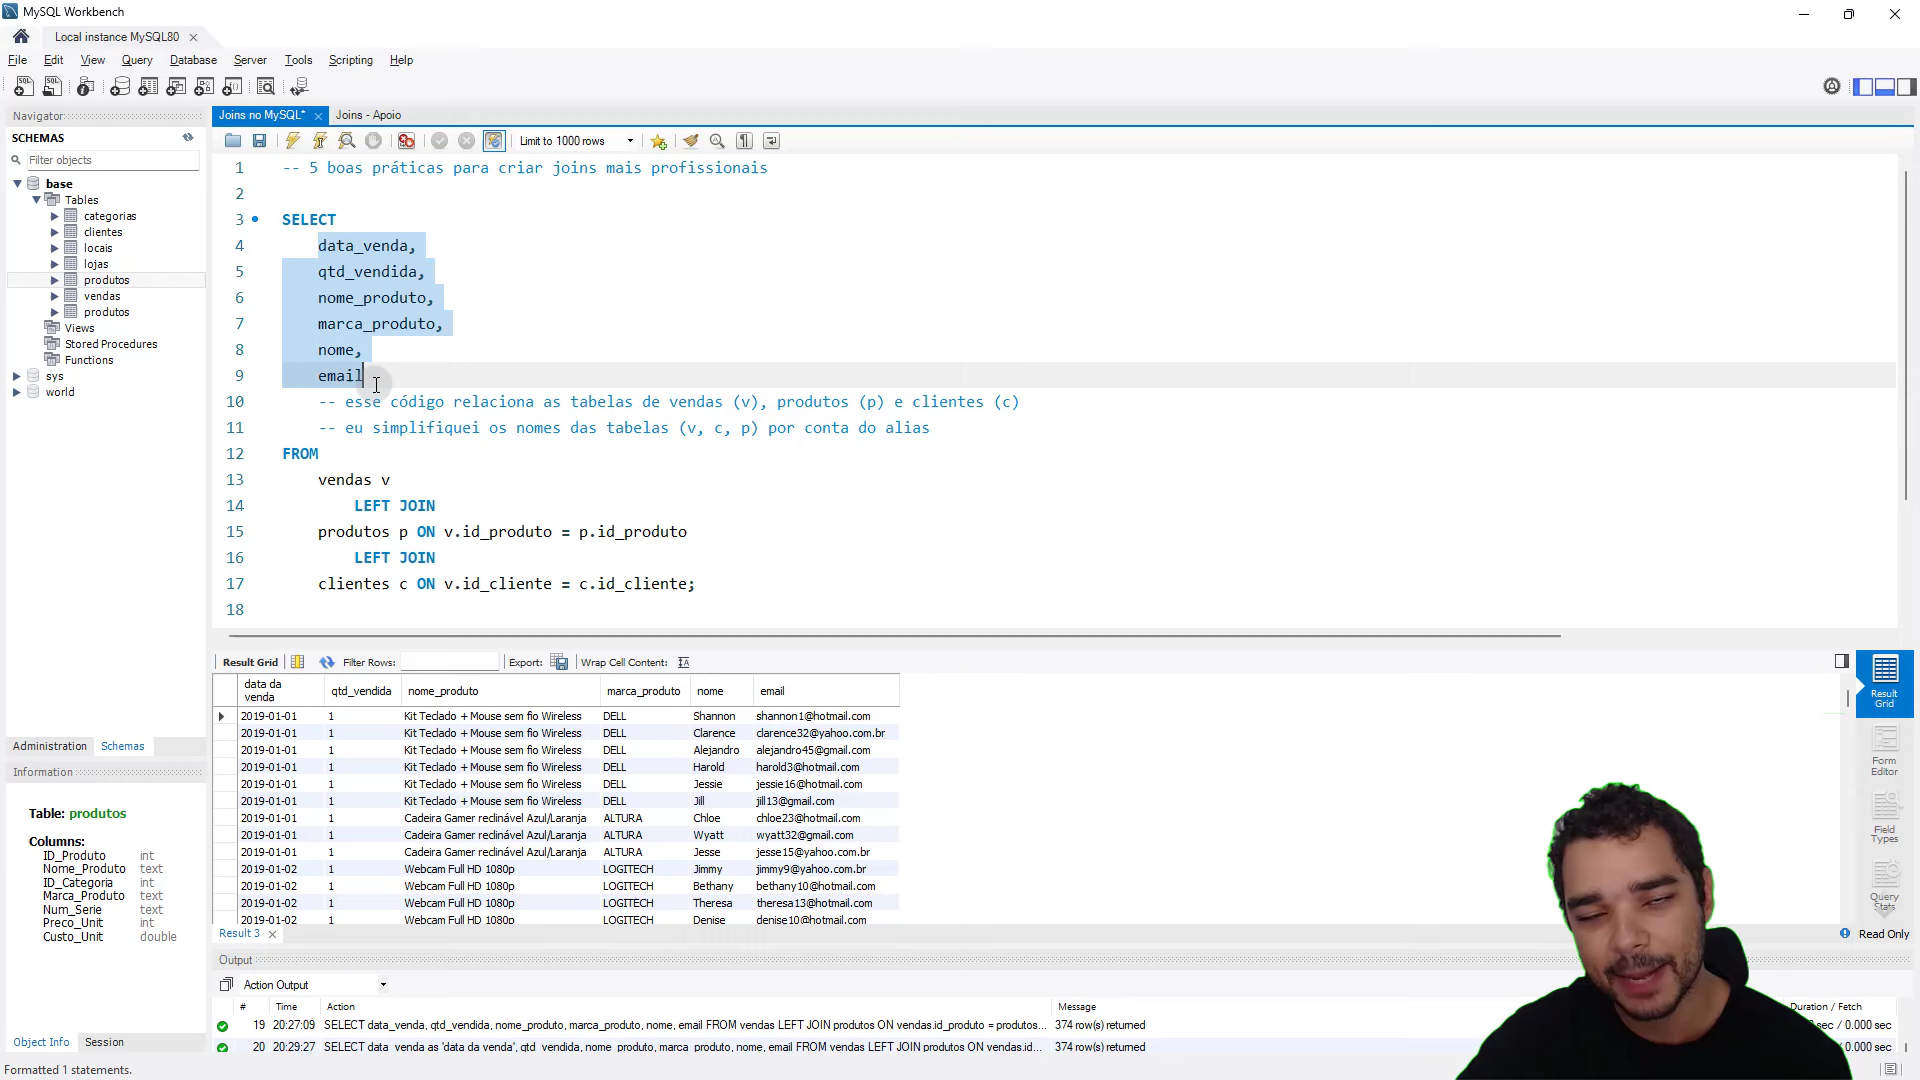 MySQL Workbench
Local instance MySQL80
File Edit View Query Database Server Tools Scripting Help
Navigator
SCHEMAS
Filter objects
base
Tables
categorias
clientes
locais
lojas
produtos
vendas
produtos
Views
Stored Procedures
Functions
sys
world
Administration Schemas
Information
Table: produtos
Columns:
ID_Produto int
Nome_Produto text
ID_Categoria int
Marca_Produto text
Num_Serie text
Preco_Unit int
Custo_Unit double
Object Info Session
Formatted 1 statements.
Joins no MySQL* Joins - Apoio
Limit to 1000 rows
1 -- 5 boas práticas para criar joins mais profissionais
2
3 SELECT
4 data_venda,
5 qtd_vendida,
6 nome_produto,
7 marca_produto,
8 nome,
9 email
10 -- esse código relaciona as tabelas de vendas (v), produtos (p) e clientes (c)
11 -- eu simplifiquei os nomes das tabelas (v, c, p) por conta do alias
12 FROM
13 vendas v
14 LEFT JOIN
15 produtos p ON v.id_produto = p.id_produto
16 LEFT JOIN
17 clientes c ON v.id_cliente = c.id_cliente;
18
Result Grid Filter Rows: Export: Wrap Cell Content:
data da venda qtd_vendida nome_produto marca_produto nome email
2019-01-01 1 Kit Teclado + Mouse sem fio Wireless DELL Shannon shannon1@hotmail.com
2019-01-01 1 Kit Teclado + Mouse sem fio Wireless DELL Clarence clarence32@yahoo.com.br
2019-01-01 1 Kit Teclado + Mouse sem fio Wireless DELL Alejandro alejandro45@gmail.com
2019-01-01 1 Kit Teclado + Mouse sem fio Wireless DELL Harold harold3@hotmail.com
2019-01-01 1 Kit Teclado + Mouse sem fio Wireless DELL Jessie jessie16@hotmail.com
2019-01-01 1 Kit Teclado + Mouse sem fio Wireless DELL Jill jill13@gmail.com
2019-01-01 1 Cadeira Gamer reclinável Azul/Laranja ALTURA Chloe chloe23@hotmail.com
2019-01-01 1 Cadeira Gamer reclinável Azul/Laranja ALTURA Wyatt wyatt32@gmail.com
2019-01-01 1 Cadeira Gamer reclinável Azul/Laranja ALTURA Jesse jesse15@yahoo.com.br
2019-01-02 1 Webcam Full HD 1080p LOGITECH Jimmy jimmy9@yahoo.com.br
2019-01-02 1 Webcam Full HD 1080p LOGITECH Bethany bethany10@hotmail.com
2019-01-02 1 Webcam Full HD 1080p LOGITECH Theresa theresa13@hotmail.com
2019-01-02 1 Webcam Full HD 1080p LOGITECH Denise denise10@hotmail.com
Result Grid
Form Editor
Field Types
Query Stats
Result 3
Read Only
Output
Action Output
# Time Action Message Duration / Fetch
19 20:27:09 SELECT data_venda, qtd_vendida, nome_produto, marca_produto, nome, email FROM vendas LEFT JOIN produtos ON vendas.id_produto = produtos... 374 row(s) returned sec / 0.000 sec
20 20:29:27 SELECT data_venda as 'data da venda', qtd_vendida, nome_produto, marca_produto, nome, email FROM vendas LEFT JOIN produtos ON vendas.id... 374 row(s) returned / 0.000 sec